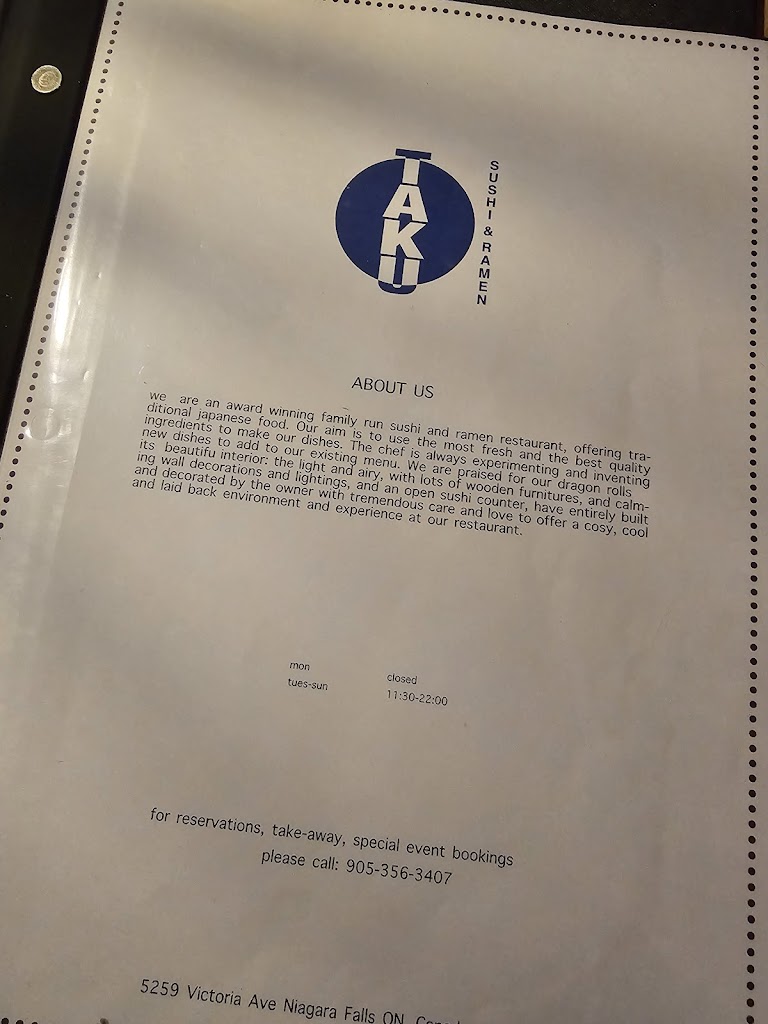 TAKU
SUSHI & RAMEN
ABOUT US
we are an award winning family run sushi and ramen restaurant, offering tra-
ditional japanese food. Our aim is to use the most fresh and the best quality
ingredients to make our dishes. The chef is always experimenting and inventing
new dishes to add to our existing menu. We are praised for our dragon rolls
its beautifu interior: the light and airy, with lots of wooden furnitures, and calm-
ing wall decorations and lightings, and an open sushi counter, have entirely built
and decorated by the owner with tremendous care and love to offer a cosy, cool
and laid back environment and experience at our restaurant.
mon closed
tues-sun 11:30-22:00
for reservations, take-away, special event bookings
please call: 905-356-3407
5259 Victoria Ave Niagara Falls ON,